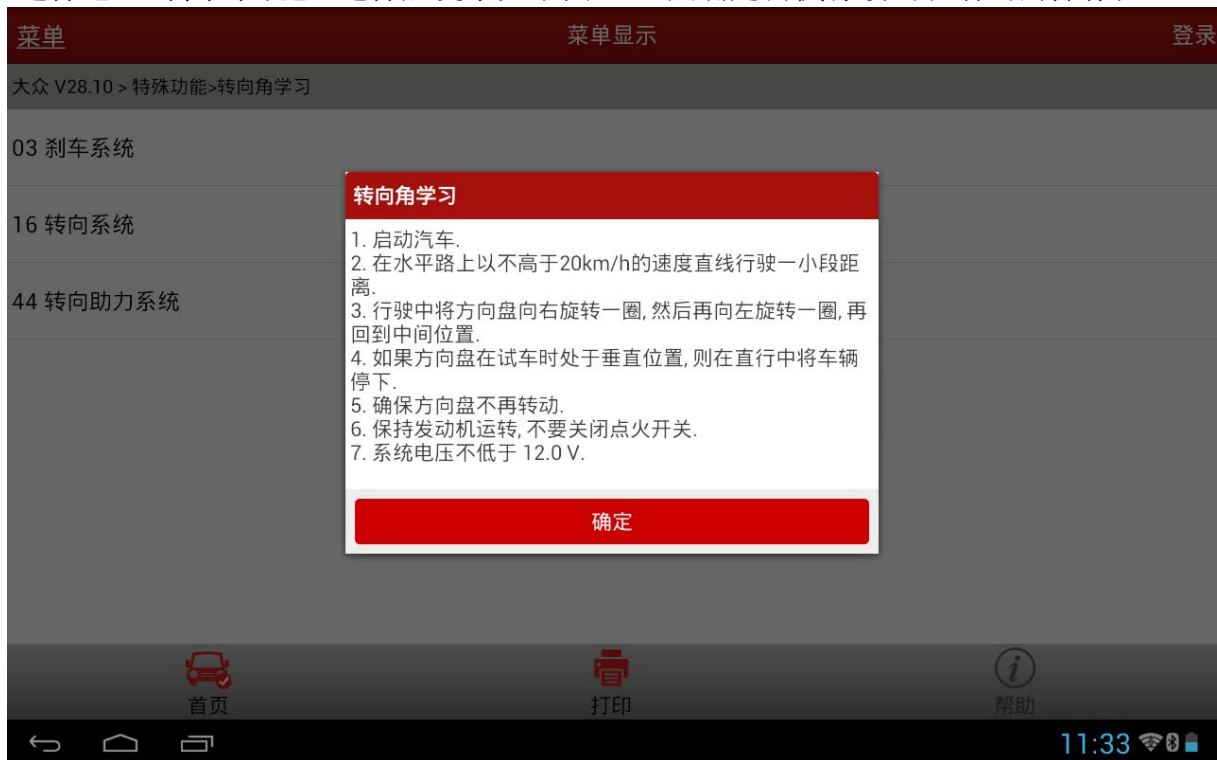 菜单
菜单显示
登录
大众 V28.10 > 特殊功能>转向角学习
03 刹车系统
16 转向系统
44 转向助力系统
转向角学习
1. 启动汽车.
2. 在水平路上以不高于20km/h的速度直线行驶一小段距
离.
3. 行驶中将方向盘向右旋转一圈, 然后再向左旋转一圈, 再
回到中间位置.
4. 如果方向盘在试车时处于垂直位置, 则在直行中将车辆
停下.
5. 确保方向盘不再转动.
6. 保持发动机运转, 不要关闭点火开关.
7. 系统电压不低于 12.0 V.
确定
首页
打印
帮助
11:33